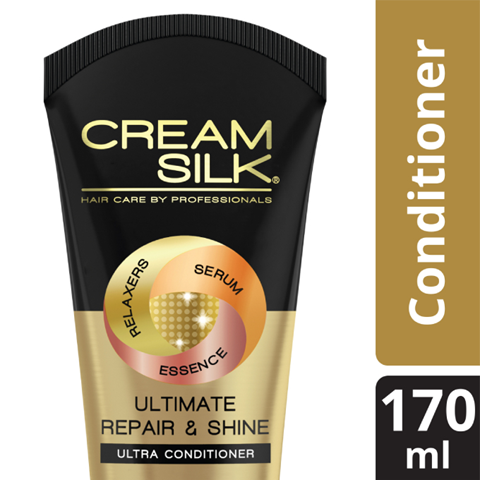 CREAM
SILK®
HAIR CARE BY PROFESSIONALS
RELAXERS
SERUM
ESSENCE
ULTIMATE
REPAIR & SHINE
ULTRA CONDITIONER
Conditioner
170
ml